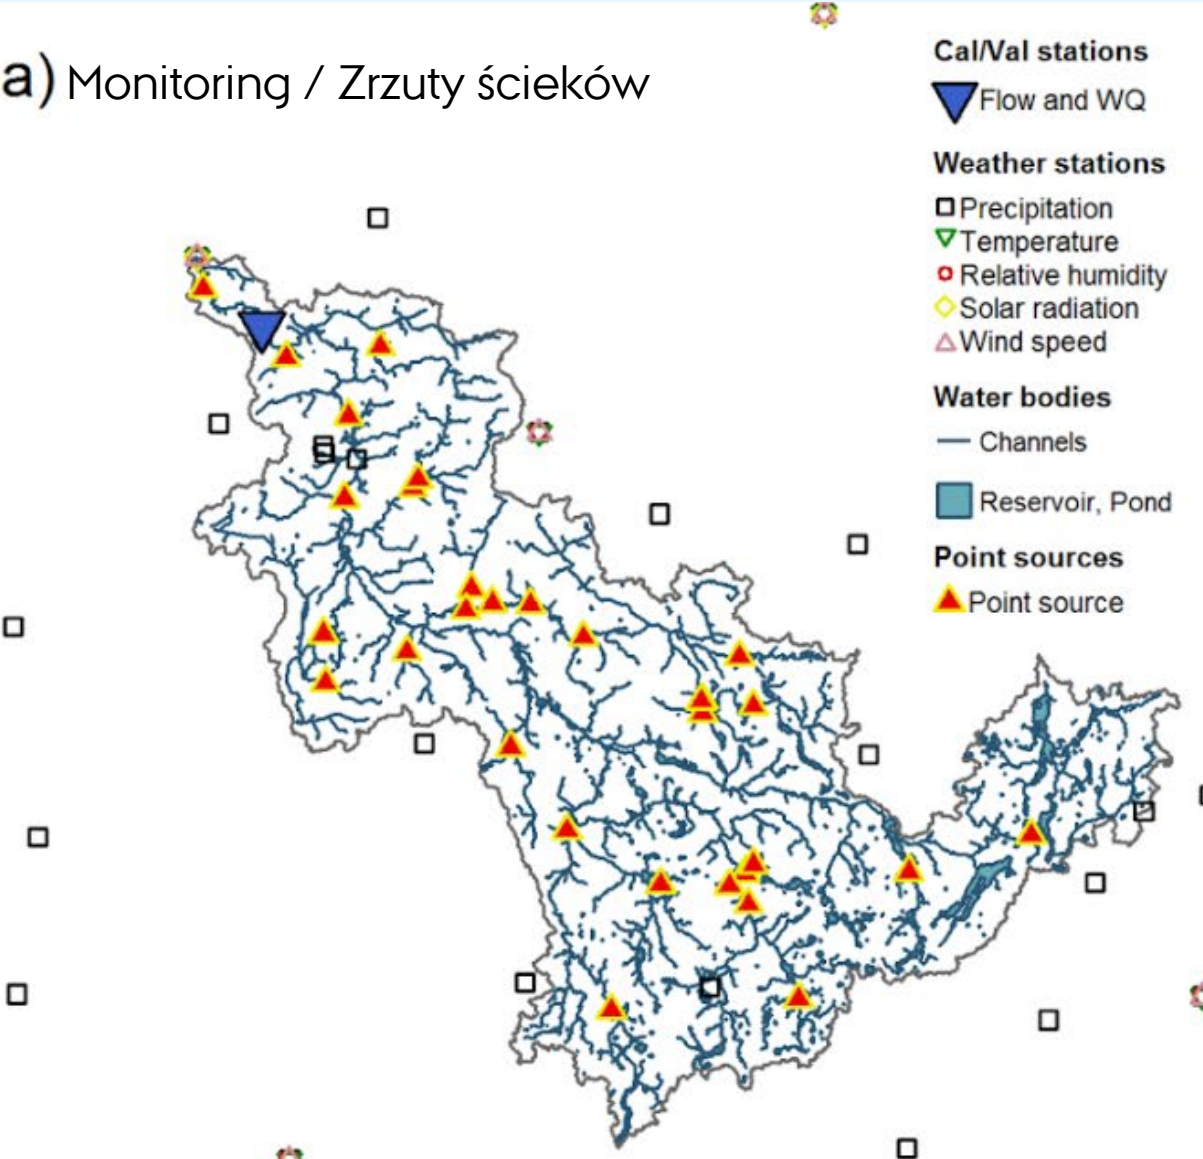 a) Monitoring / Zrzuty ścieków
Cal/Val stations
Flow and WQ
Weather stations
Precipitation
Temperature
Relative humidity
Solar radiation
Wind speed
Water bodies
Channels
Reservoir, Pond
Point sources
Point source